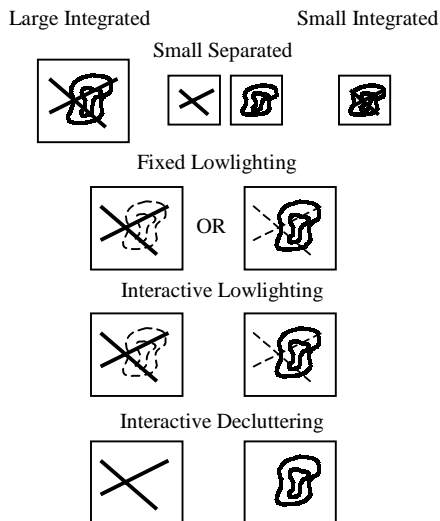 Large Integrated Small Integrated
Small Separated
Fixed Lowlighting
OR
Interactive Lowlighting
Interactive Decluttering